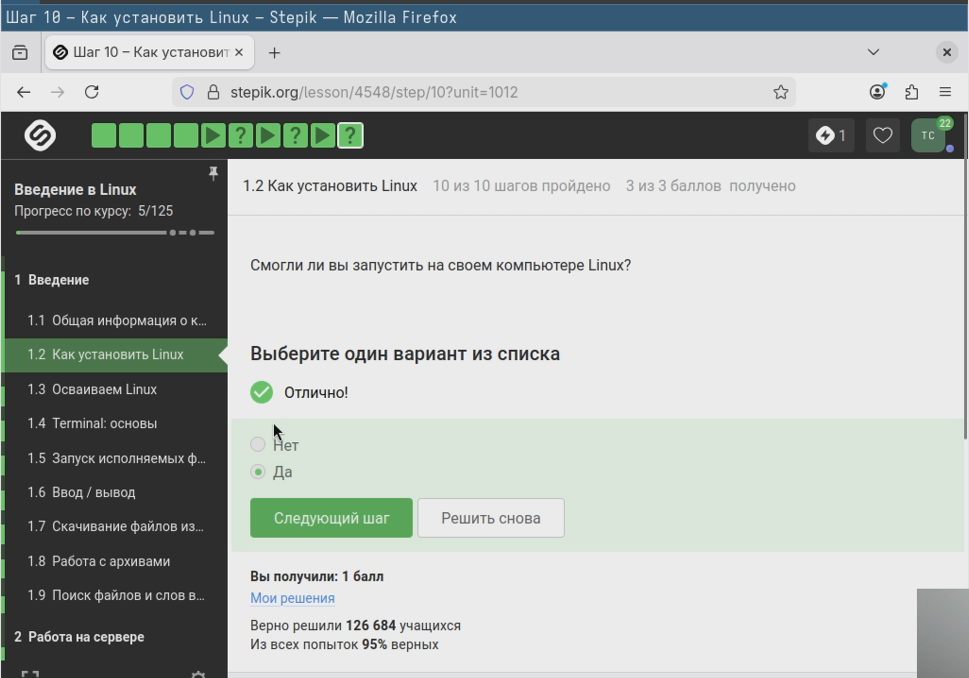 Шаг 10 – Как установить Linux – Stepik — Mozilla Firefox
Шаг 10 – Как установит
stepik.org/lesson/4548/step/10?unit=1012
? ? ?
1
TC
22
Введение в Linux
Прогресс по курсу: 5/125
1 Введение
1.1 Общая информация о к...
1.2 Как установить Linux
1.3 Осваиваем Linux
1.4 Terminal: основы
1.5 Запуск исполняемых ф...
1.6 Ввод / вывод
1.7 Скачивание файлов из...
1.8 Работа с архивами
1.9 Поиск файлов и слов в...
2 Работа на сервере
1.2 Как установить Linux 10 из 10 шагов пройдено 3 из 3 баллов получено
Смогли ли вы запустить на своем компьютере Linux?
Выберите один вариант из списка
Отлично!
Нет
Да
Следующий шаг
Решить снова
Вы получили: 1 балл
Мои решения
Верно решили 126 684 учащихся
Из всех попыток 95% верных